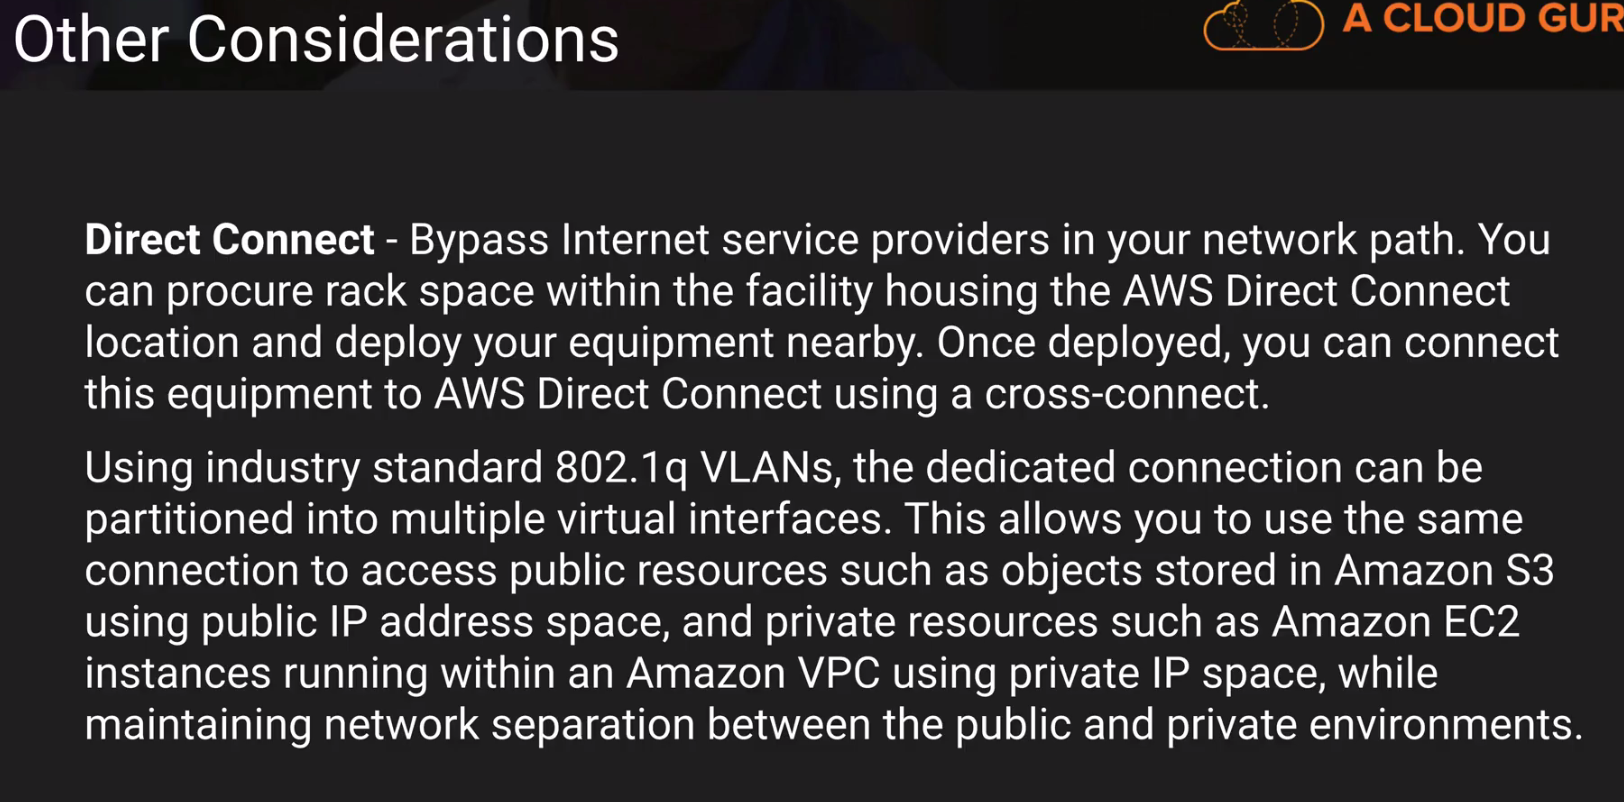 Other Considerations
A CLOUD GUR
Direct Connect - Bypass Internet service providers in your network path. You
can procure rack space within the facility housing the AWS Direct Connect
location and deploy your equipment nearby. Once deployed, you can connect
this equipment to AWS Direct Connect using a cross-connect.
Using industry standard 802.1q VLANs, the dedicated connection can be
partitioned into multiple virtual interfaces. This allows you to use the same
connection to access public resources such as objects stored in Amazon S3
using public IP address space, and private resources such as Amazon EC2
instances running within an Amazon VPC using private IP space, while
maintaining network separation between the public and private environments.